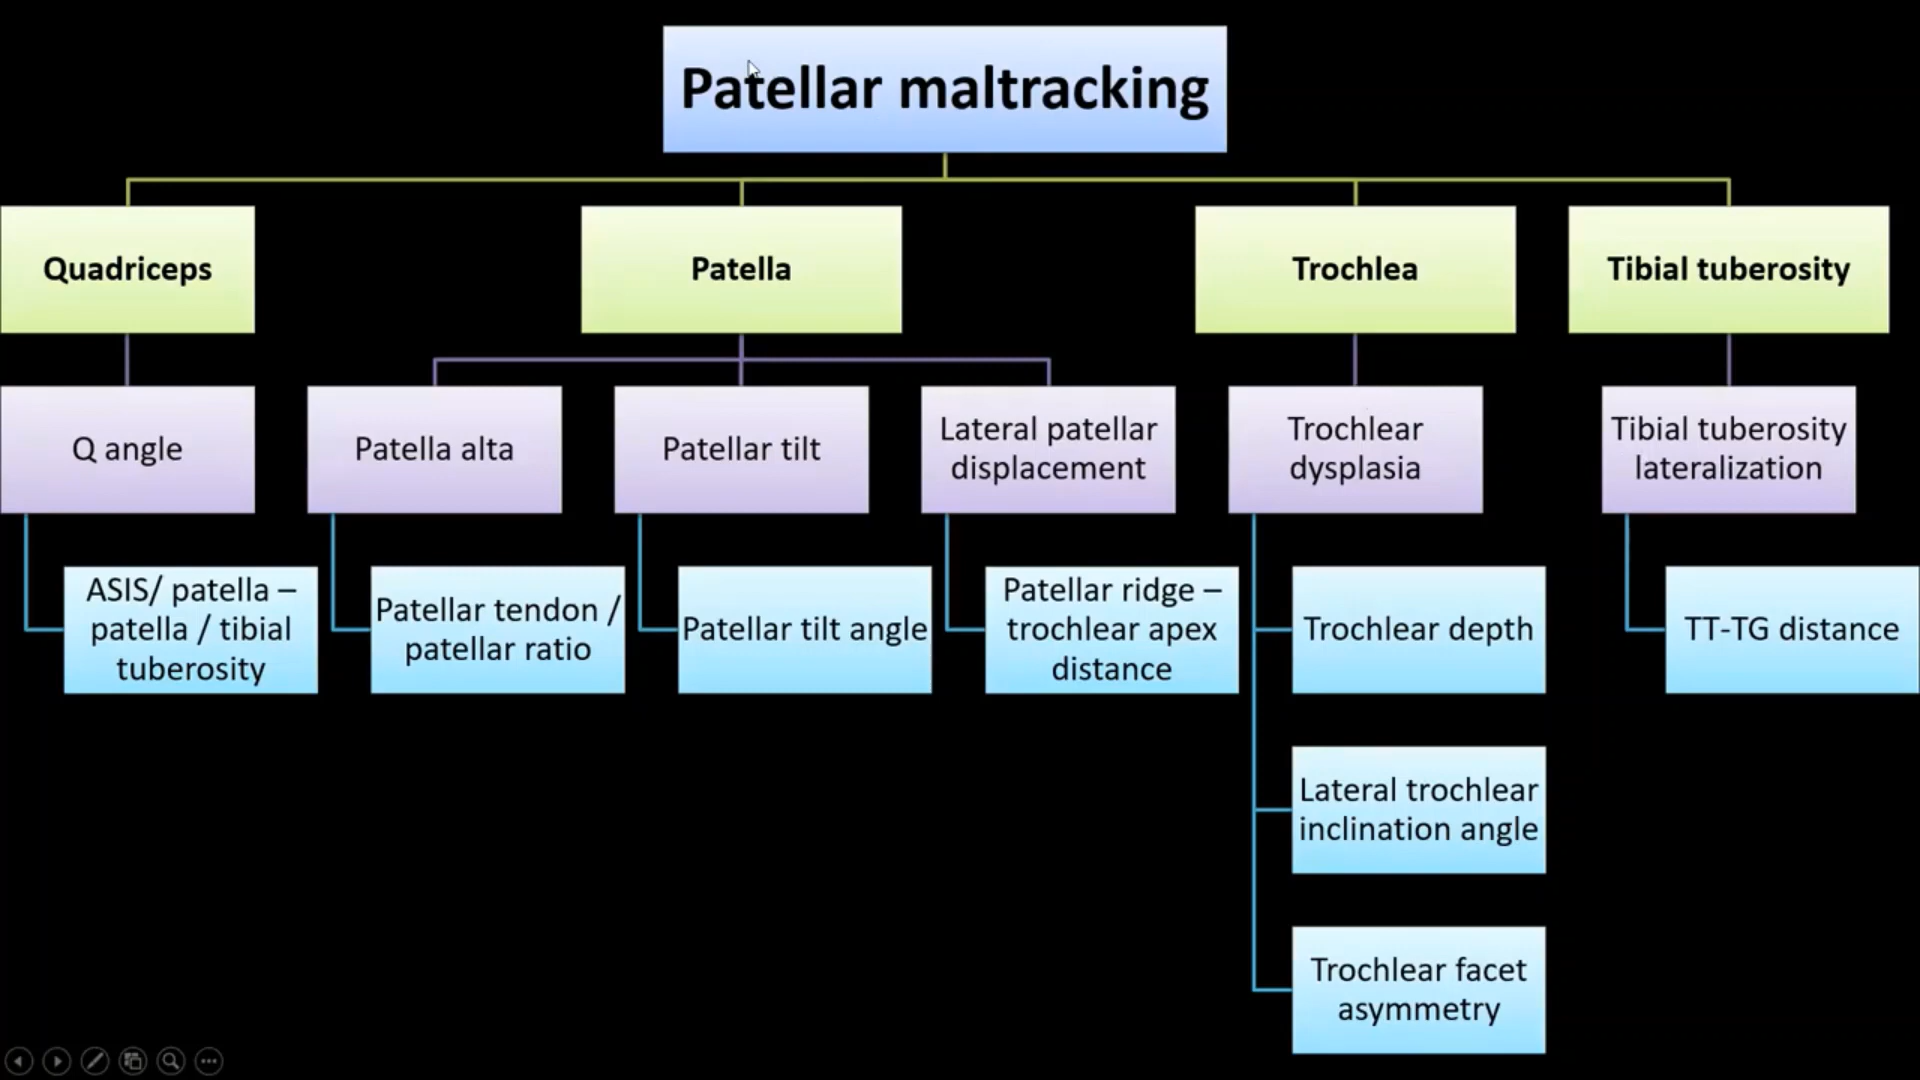 Patellar maltracking
Quadriceps
Patella
Trochlea
Tibial tuberosity
Q angle
Patella alta
Patellar tilt
Lateral patellar
displacement
Trochlear
dysplasia
Tibial tuberosity
lateralization
ASIS/ patella –
patella / tibial
tuberosity
Patellar tendon /
patellar ratio
Patellar tilt angle
Patellar ridge –
trochlear apex
distance
Trochlear depth
TT-TG distance
Lateral trochlear
inclination angle
Trochlear facet
asymmetry